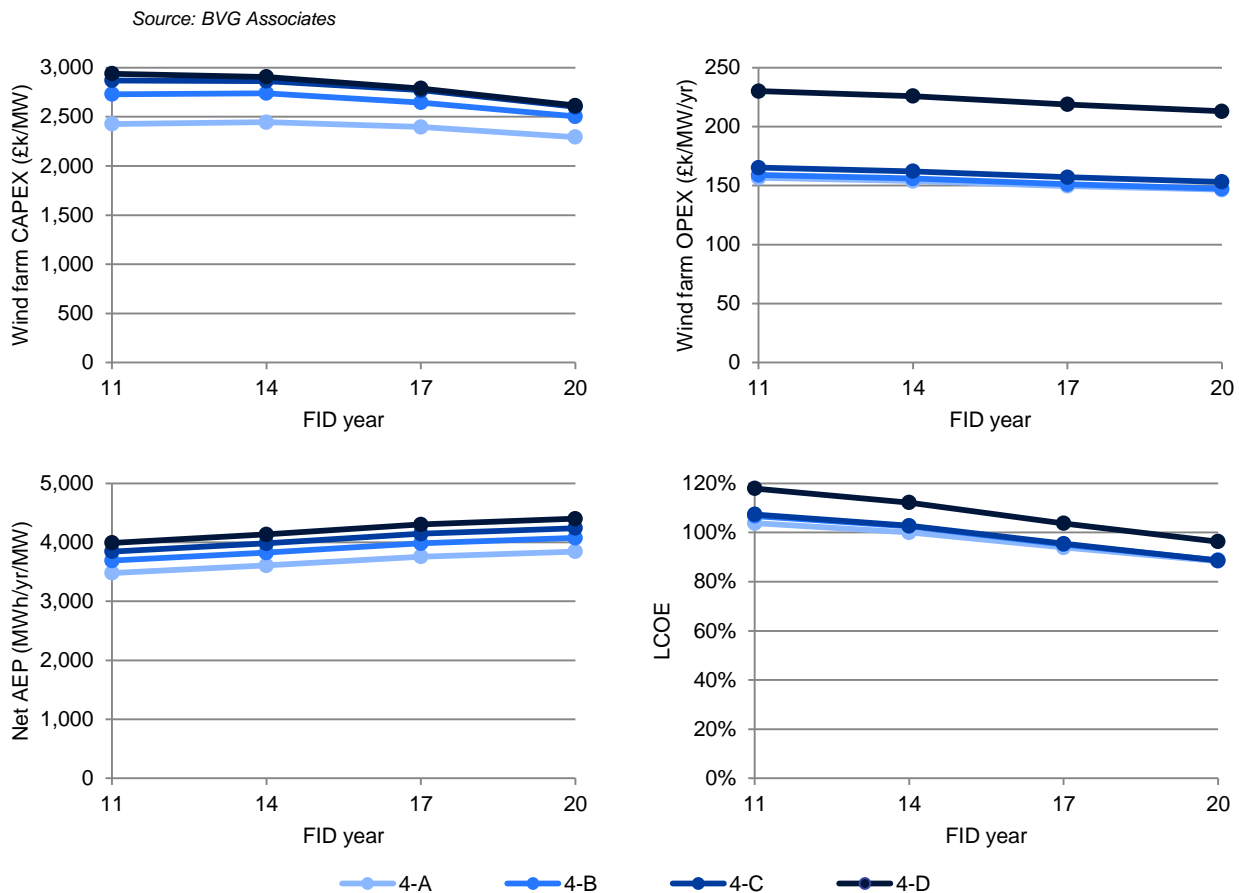 Source: BVG Associates
Wind farm CAPEX (£k/MW)
3,000
2,500
2,000
1,500
1,000
500
0
11 14 17 20
FID year
Wind farm OPEX (£k/MW/yr)
250
200
150
100
50
0
11 14 17 20
FID year
Net AEP (MWh/yr/MW)
5,000
4,000
3,000
2,000
1,000
0
11 14 17 20
FID year
LCOE
120%
100%
80%
60%
40%
20%
0%
11 14 17 20
FID year
4-A 4-B 4-C 4-D